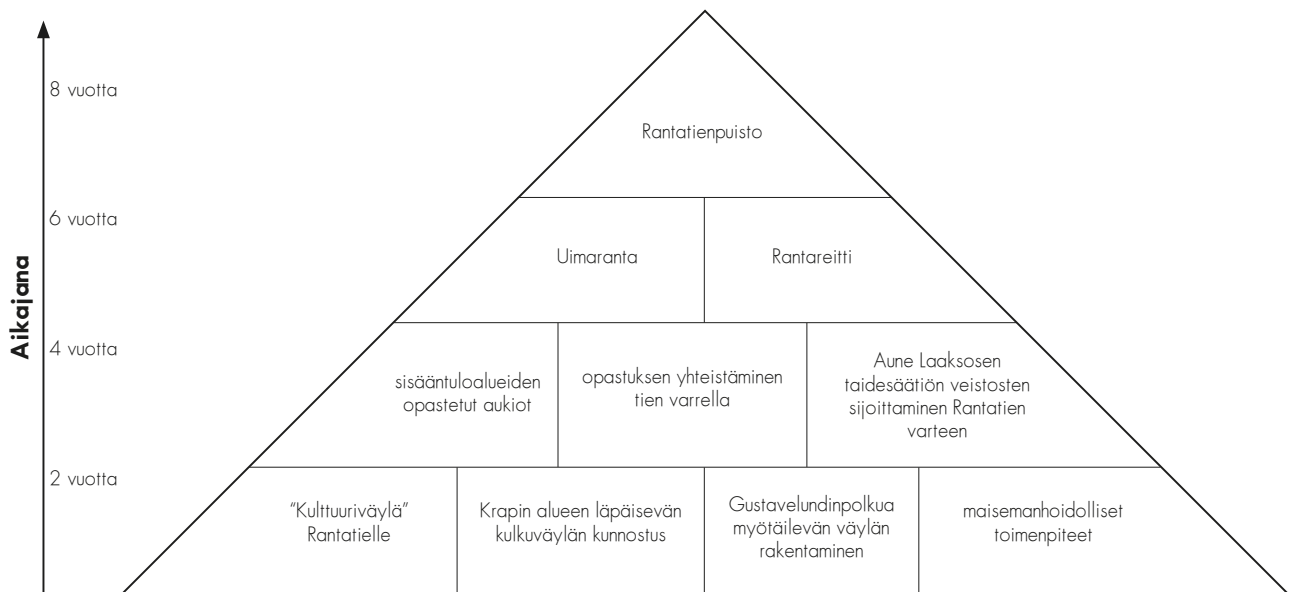 8 vuotta
Rantatienpuisto
6 vuotta
Uimaranta
Rantareitti
Aikajana
4 vuotta
sisääntuloalueiden
opastetut aukiot
opastuksen yhteistäminen
tien varrella
Aune Laaksosen
taidesäätiön veistosten
sijoittaminen Rantatien
varteen
2 vuotta
“Kulttuuriväylä”
Rantatielle
Krapin alueen läpäisevän
kulkuväylän kunnostus
Gustavelundinpolkua
myötäilevän väylän
rakentaminen
maisemanhoidolliset
toimenpiteet